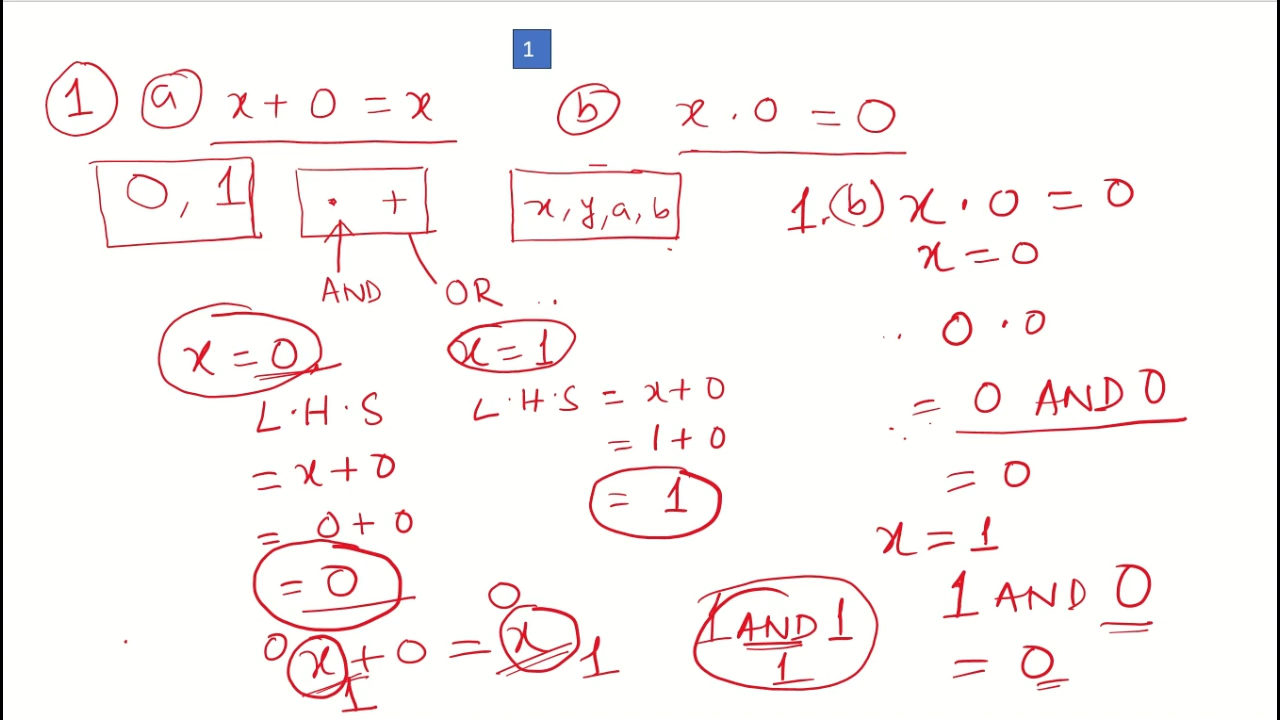 1
① ⓐ x + 0 = x
ⓑ x . 0 = 0
0, 1
. +
x, y, a, b
AND
OR
x = 0
L.H.S
= x + 0
= 0 + 0
= 0
x = 1
L.H.S = x + 0
= 1 + 0
= 1
0 0
x + 0 = x
1 1
1 AND 1
1
1.(b) x . 0 = 0
x = 0
0 . 0
= 0 AND 0
= 0
x = 1
1 AND 0
= 0